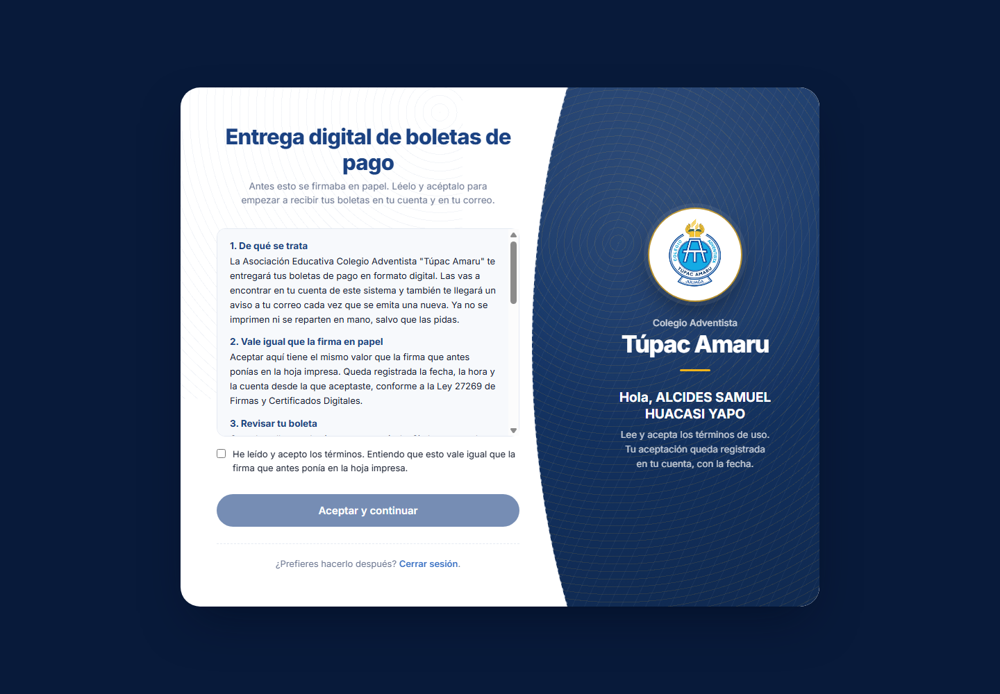 Entrega digital de boletas de
pago
Antes esto se firmaba en papel. Léelo y acéptalo para
empezar a recibir tus boletas en tu cuenta y en tu correo.
1. De qué se trata
La Asociación Educativa Colegio Adventista "Túpac Amaru" te
entregará tus boletas de pago en formato digital. Las vas a
encontrar en tu cuenta de este sistema y también te llegará un
aviso a tu correo cada vez que se emita una nueva. Ya no se
imprimen ni se reparten en mano, salvo que las pidas.
2. Vale igual que la firma en papel
Aceptar aquí tiene el mismo valor que la firma que antes
ponías en la hoja impresa. Queda registrada la fecha, la hora y
la cuenta desde la que aceptaste, conforme a la Ley 27269 de
Firmas y Certificados Digitales.
3. Revisar tu boleta
He leído y acepto los términos. Entiendo que esto vale igual que la
firma que antes ponía en la hoja impresa.
Aceptar y continuar
¿Prefieres hacerlo después? Cerrar sesión.
COLEGIO ADVENTISTA
TÚPAC AMARU
JULIACA
Colegio Adventista
Túpac Amaru
Hola, ALCIDES SAMUEL
HUACASI YAPO
Lee y acepta los términos de uso.
Tu aceptación queda registrada
en tu cuenta, con la fecha.